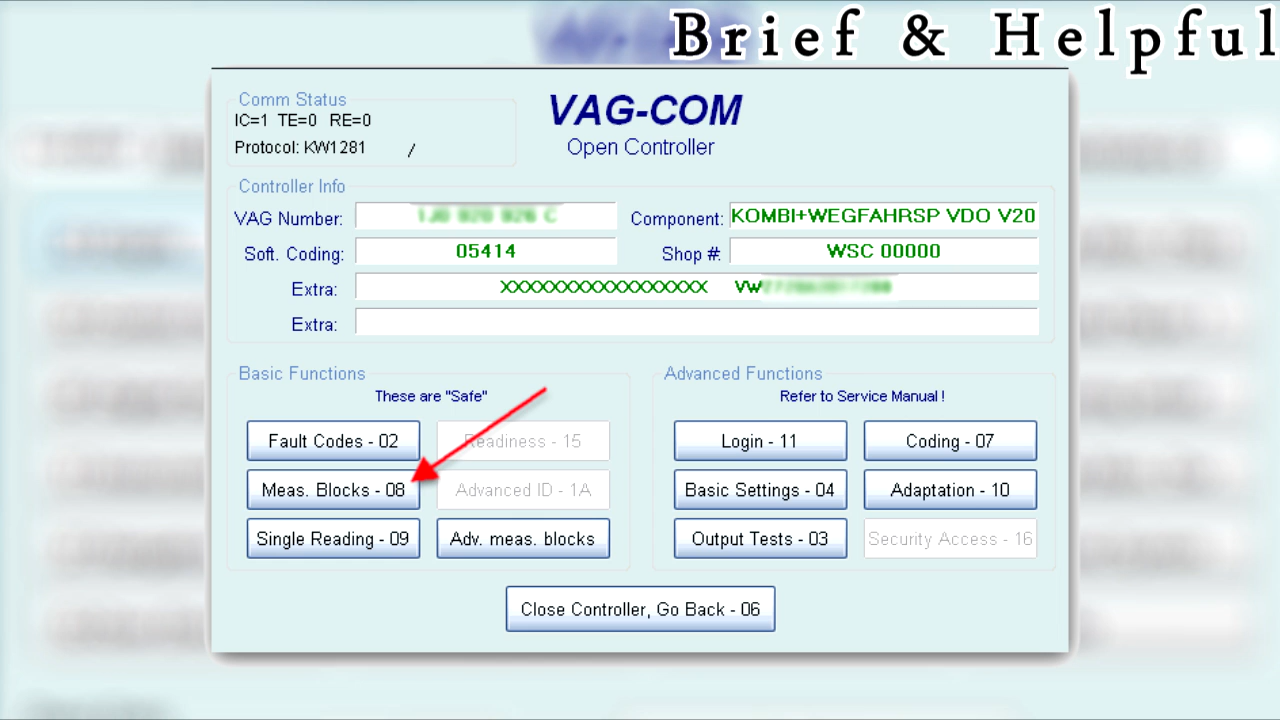 Brief & Helpful
Comm Status
IC=1 TE=0 RE=0
Protocol: KW1281 /
VAG-COM
Open Controller
Controller Info
VAG Number:
Component: KOMBI+WEGFAHRSP VDO V20
Soft. Coding: 05414
Shop #: WSC 00000
Extra: XXXXXXXXXXXXXXXXX VW
Extra:
Basic Functions
These are "Safe"
Fault Codes - 02
Readiness - 15
Meas. Blocks - 08
Advanced ID - 1A
Single Reading - 09
Adv. meas. blocks
Advanced Functions
Refer to Service Manual !
Login - 11
Coding - 07
Basic Settings - 04
Adaptation - 10
Output Tests - 03
Security Access - 16
Close Controller, Go Back - 06